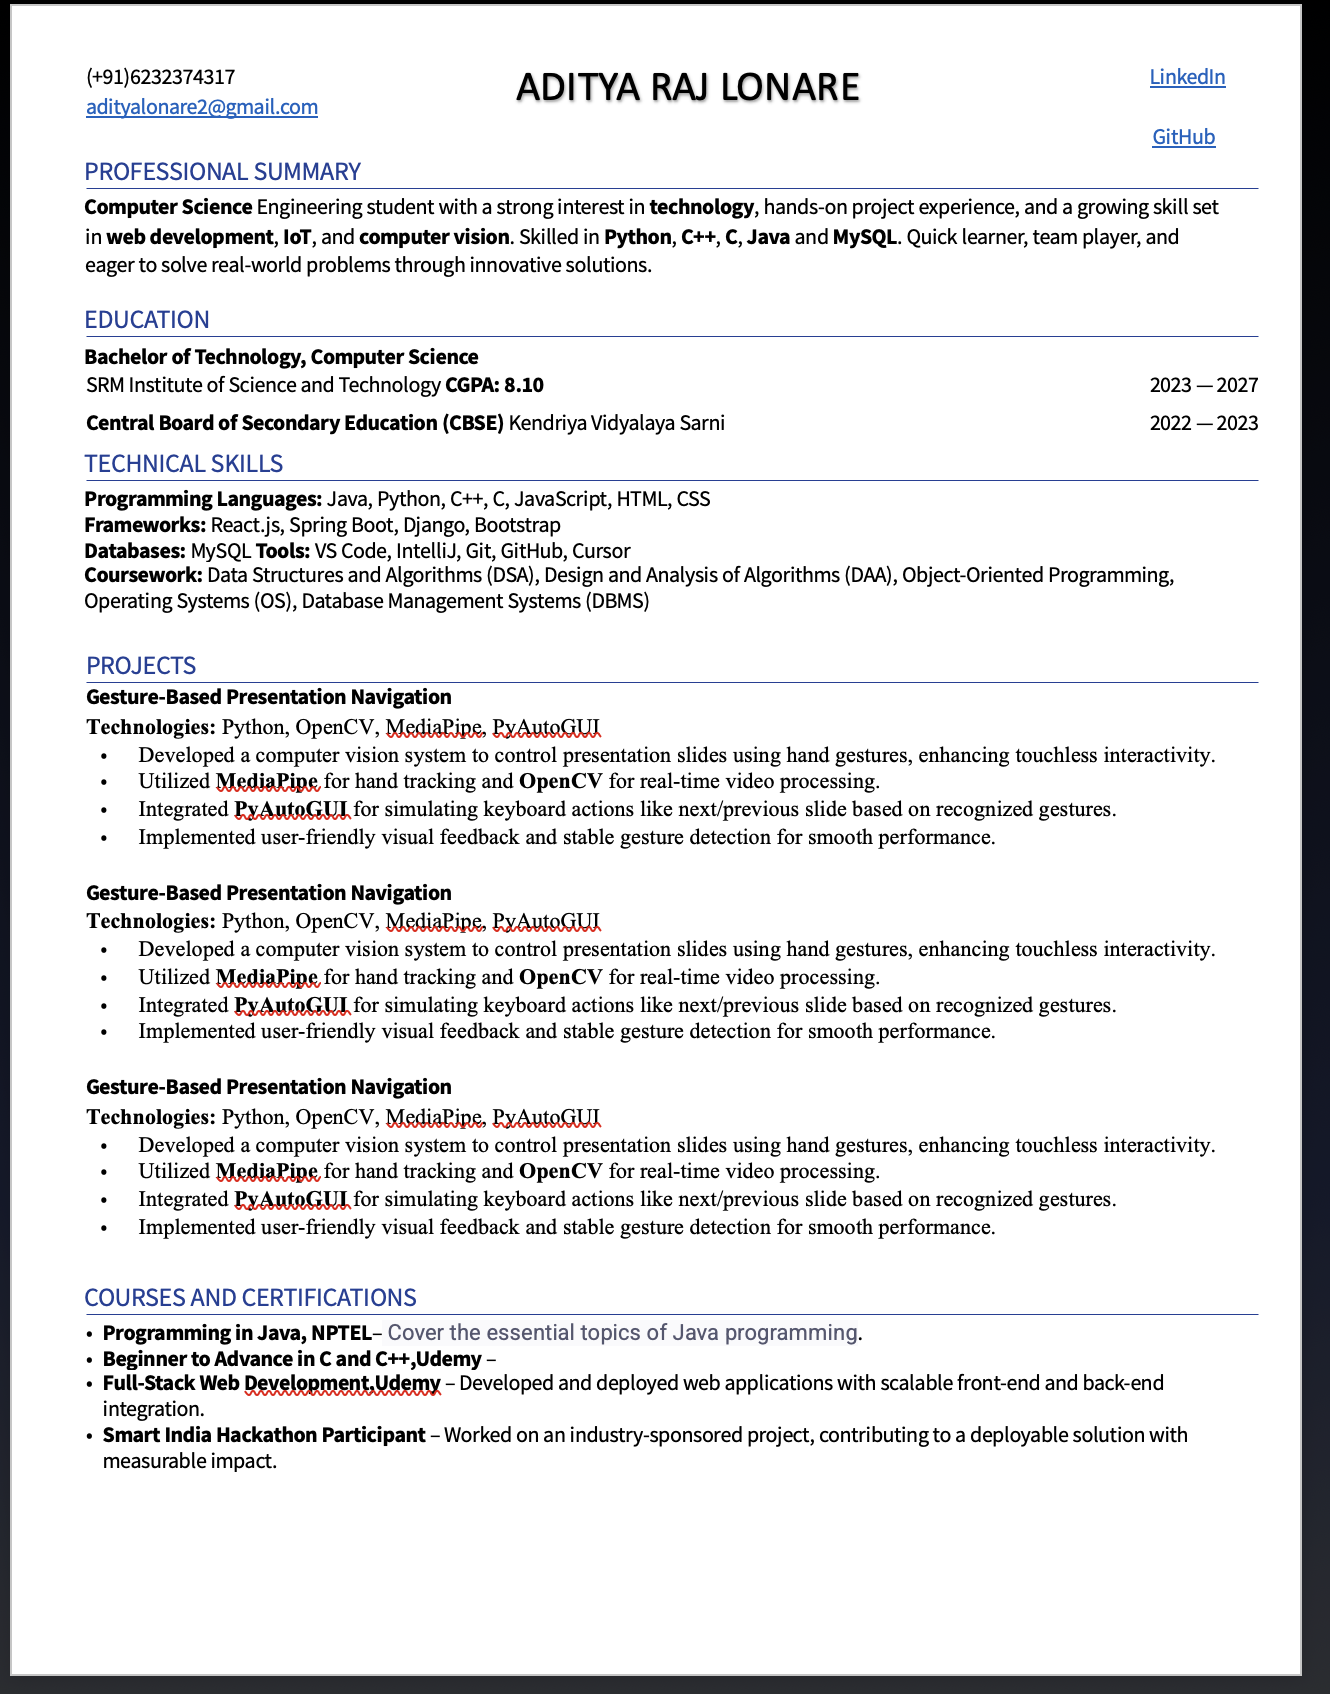 (+91)6232374317
adityalonare2@gmail.com
ADITYA RAJ LONARE
LinkedIn
GitHub
PROFESSIONAL SUMMARY
Computer Science Engineering student with a strong interest in technology, hands-on project experience, and a growing skill set
in web development, IoT, and computer vision. Skilled in Python, C++, C, Java and MySQL. Quick learner, team player, and
eager to solve real-world problems through innovative solutions.
EDUCATION
Bachelor of Technology, Computer Science
SRM Institute of Science and Technology CGPA: 8.10 2023 — 2027
Central Board of Secondary Education (CBSE) Kendriya Vidyalaya Sarni 2022 — 2023
TECHNICAL SKILLS
Programming Languages: Java, Python, C++, C, JavaScript, HTML, CSS
Frameworks: React.js, Spring Boot, Django, Bootstrap
Databases: MySQL Tools: VS Code, IntelliJ, Git, GitHub, Cursor
Coursework: Data Structures and Algorithms (DSA), Design and Analysis of Algorithms (DAA), Object-Oriented Programming,
Operating Systems (OS), Database Management Systems (DBMS)
PROJECTS
Gesture-Based Presentation Navigation
Technologies: Python, OpenCV, MediaPipe, PyAutoGUI
• Developed a computer vision system to control presentation slides using hand gestures, enhancing touchless interactivity.
• Utilized MediaPipe for hand tracking and OpenCV for real-time video processing.
• Integrated PyAutoGUI for simulating keyboard actions like next/previous slide based on recognized gestures.
• Implemented user-friendly visual feedback and stable gesture detection for smooth performance.
Gesture-Based Presentation Navigation
Technologies: Python, OpenCV, MediaPipe, PyAutoGUI
• Developed a computer vision system to control presentation slides using hand gestures, enhancing touchless interactivity.
• Utilized MediaPipe for hand tracking and OpenCV for real-time video processing.
• Integrated PyAutoGUI for simulating keyboard actions like next/previous slide based on recognized gestures.
• Implemented user-friendly visual feedback and stable gesture detection for smooth performance.
Gesture-Based Presentation Navigation
Technologies: Python, OpenCV, MediaPipe, PyAutoGUI
• Developed a computer vision system to control presentation slides using hand gestures, enhancing touchless interactivity.
• Utilized MediaPipe for hand tracking and OpenCV for real-time video processing.
• Integrated PyAutoGUI for simulating keyboard actions like next/previous slide based on recognized gestures.
• Implemented user-friendly visual feedback and stable gesture detection for smooth performance.
COURSES AND CERTIFICATIONS
• Programming in Java, NPTEL– Cover the essential topics of Java programming.
• Beginner to Advance in C and C++,Udemy –
• Full-Stack Web Development,Udemy – Developed and deployed web applications with scalable front-end and back-end
integration.
• Smart India Hackathon Participant – Worked on an industry-sponsored project, contributing to a deployable solution with
measurable impact.